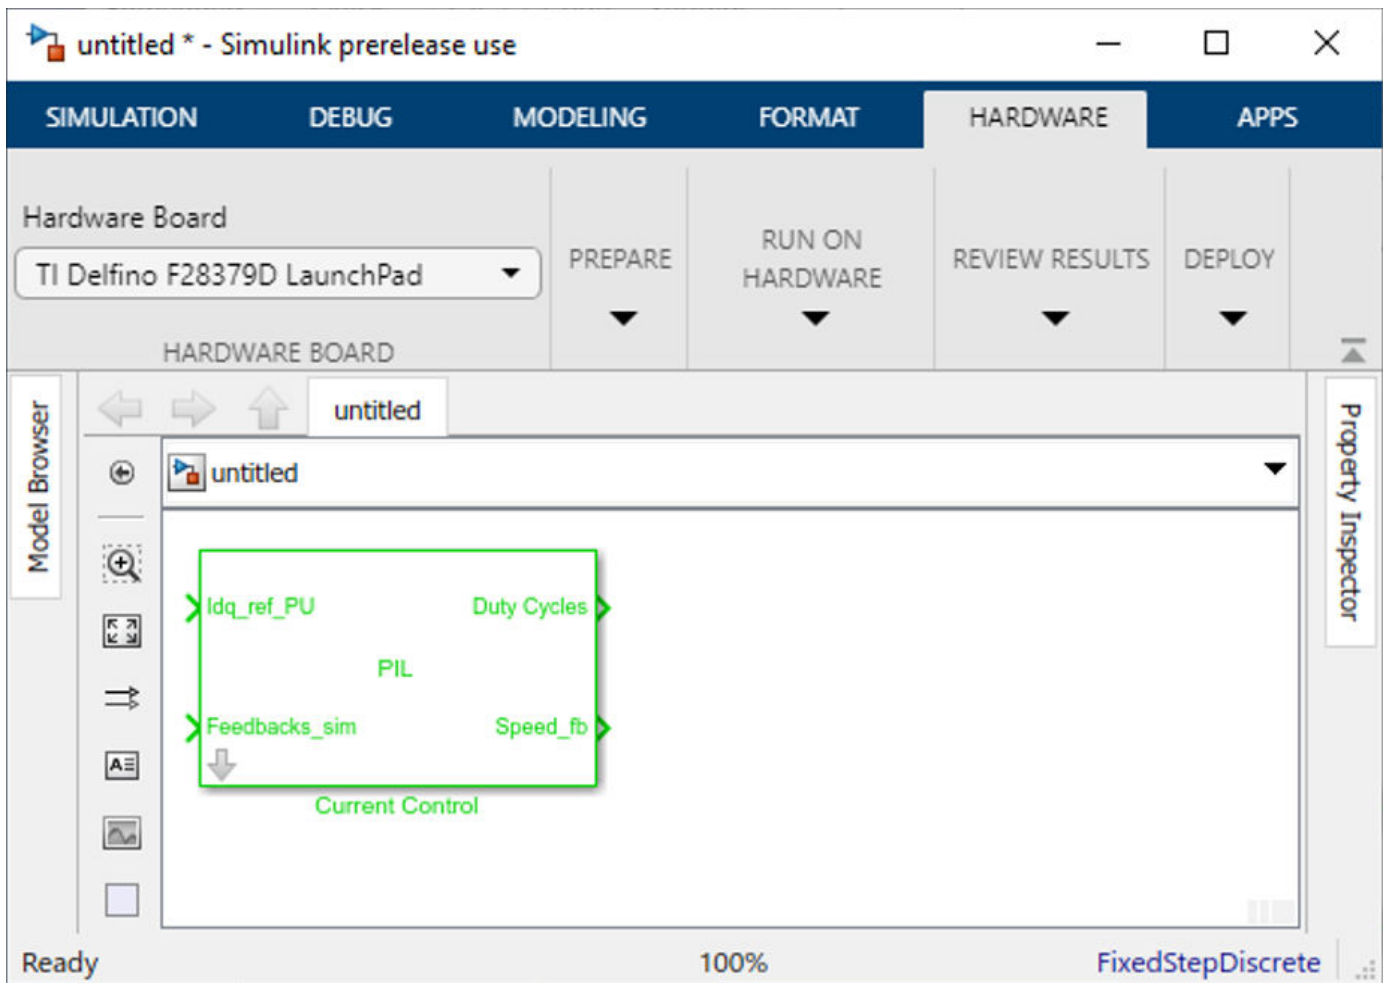 untitled * - Simulink prerelease use
SIMULATION DEBUG MODELING FORMAT HARDWARE APPS
Hardware Board
TI Delfino F28379D LaunchPad
HARDWARE BOARD
PREPARE
RUN ON
HARDWARE
REVIEW RESULTS
DEPLOY
Model Browser
untitled
untitled
Property Inspector
Idq_ref_PU
Duty Cycles
PIL
Feedbacks_sim
Speed_fb
Current Control
Ready
100%
FixedStepDiscrete